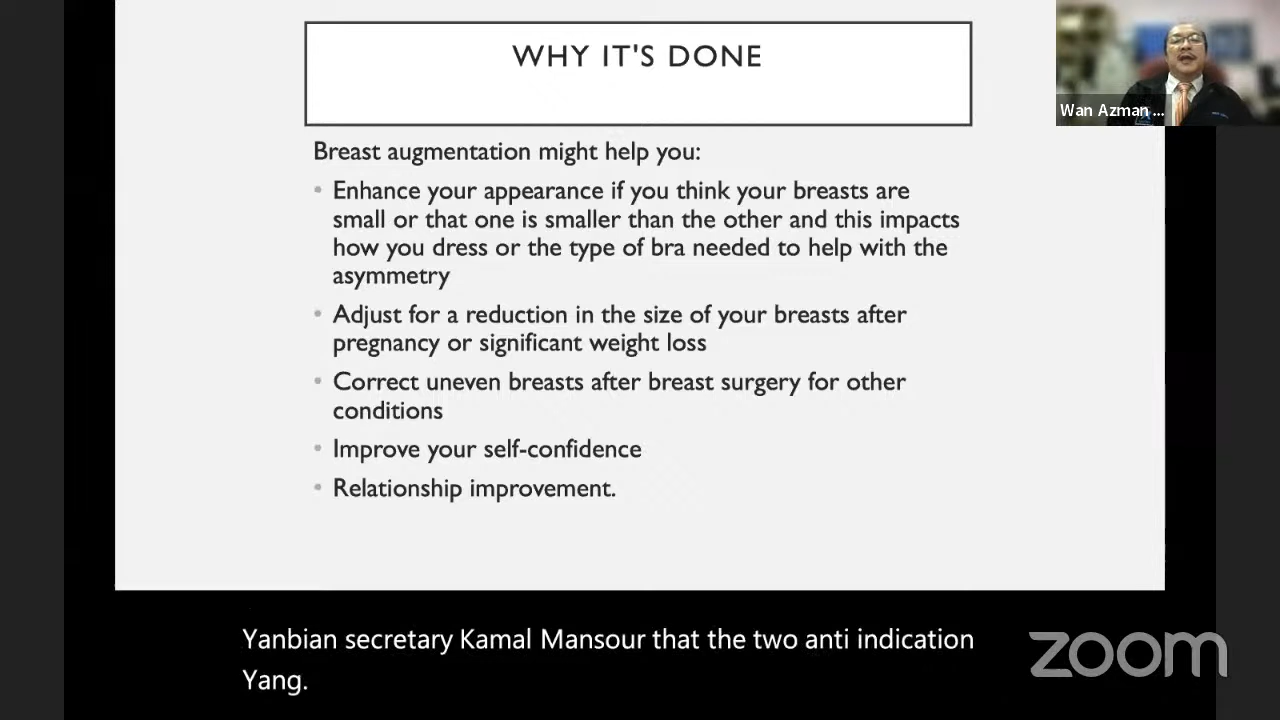 WHY IT'S DONE
Wan Azman ...
Breast augmentation might help you:
• Enhance your appearance if you think your breasts are
small or that one is smaller than the other and this impacts
how you dress or the type of bra needed to help with the
asymmetry
• Adjust for a reduction in the size of your breasts after
pregnancy or significant weight loss
• Correct uneven breasts after breast surgery for other
conditions
• Improve your self-confidence
• Relationship improvement.
Yanbian secretary Kamal Mansour that the two anti indication
Yang.
zoom